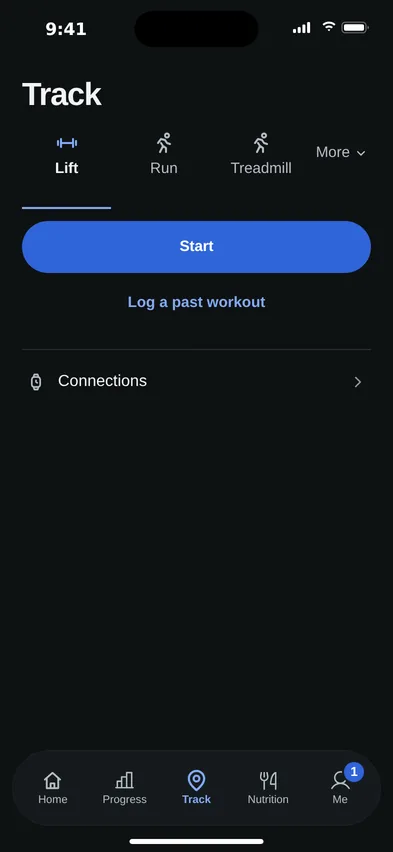 9:41
Track
Lift
Run
Treadmill
More
Start
Log a past workout
Connections
1
Home
Progress
Track
Nutrition
Me